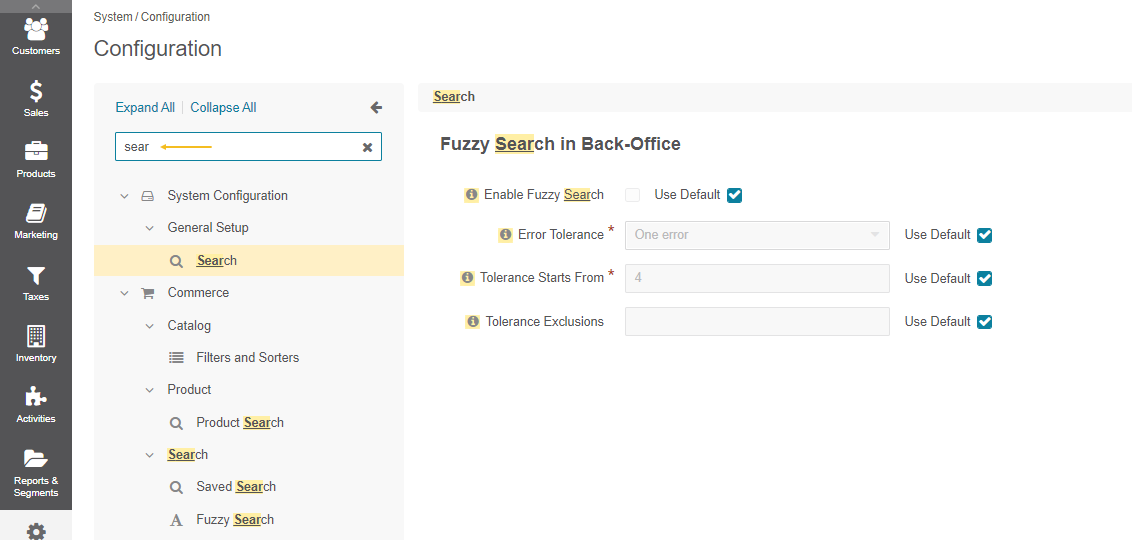 Customers
Sales
Products
Marketing
Taxes
Inventory
Activities
Reports &
Segments
System / Configuration
Configuration
Expand All | Collapse All
sear
System Configuration
General Setup
Search
Commerce
Catalog
Filters and Sorters
Product
Product Search
Search
Saved Search
Fuzzy Search
Search
Fuzzy Search in Back-Office
Enable Fuzzy Search Use Default
Error Tolerance * One error Use Default
Tolerance Starts From * 4 Use Default
Tolerance Exclusions Use Default